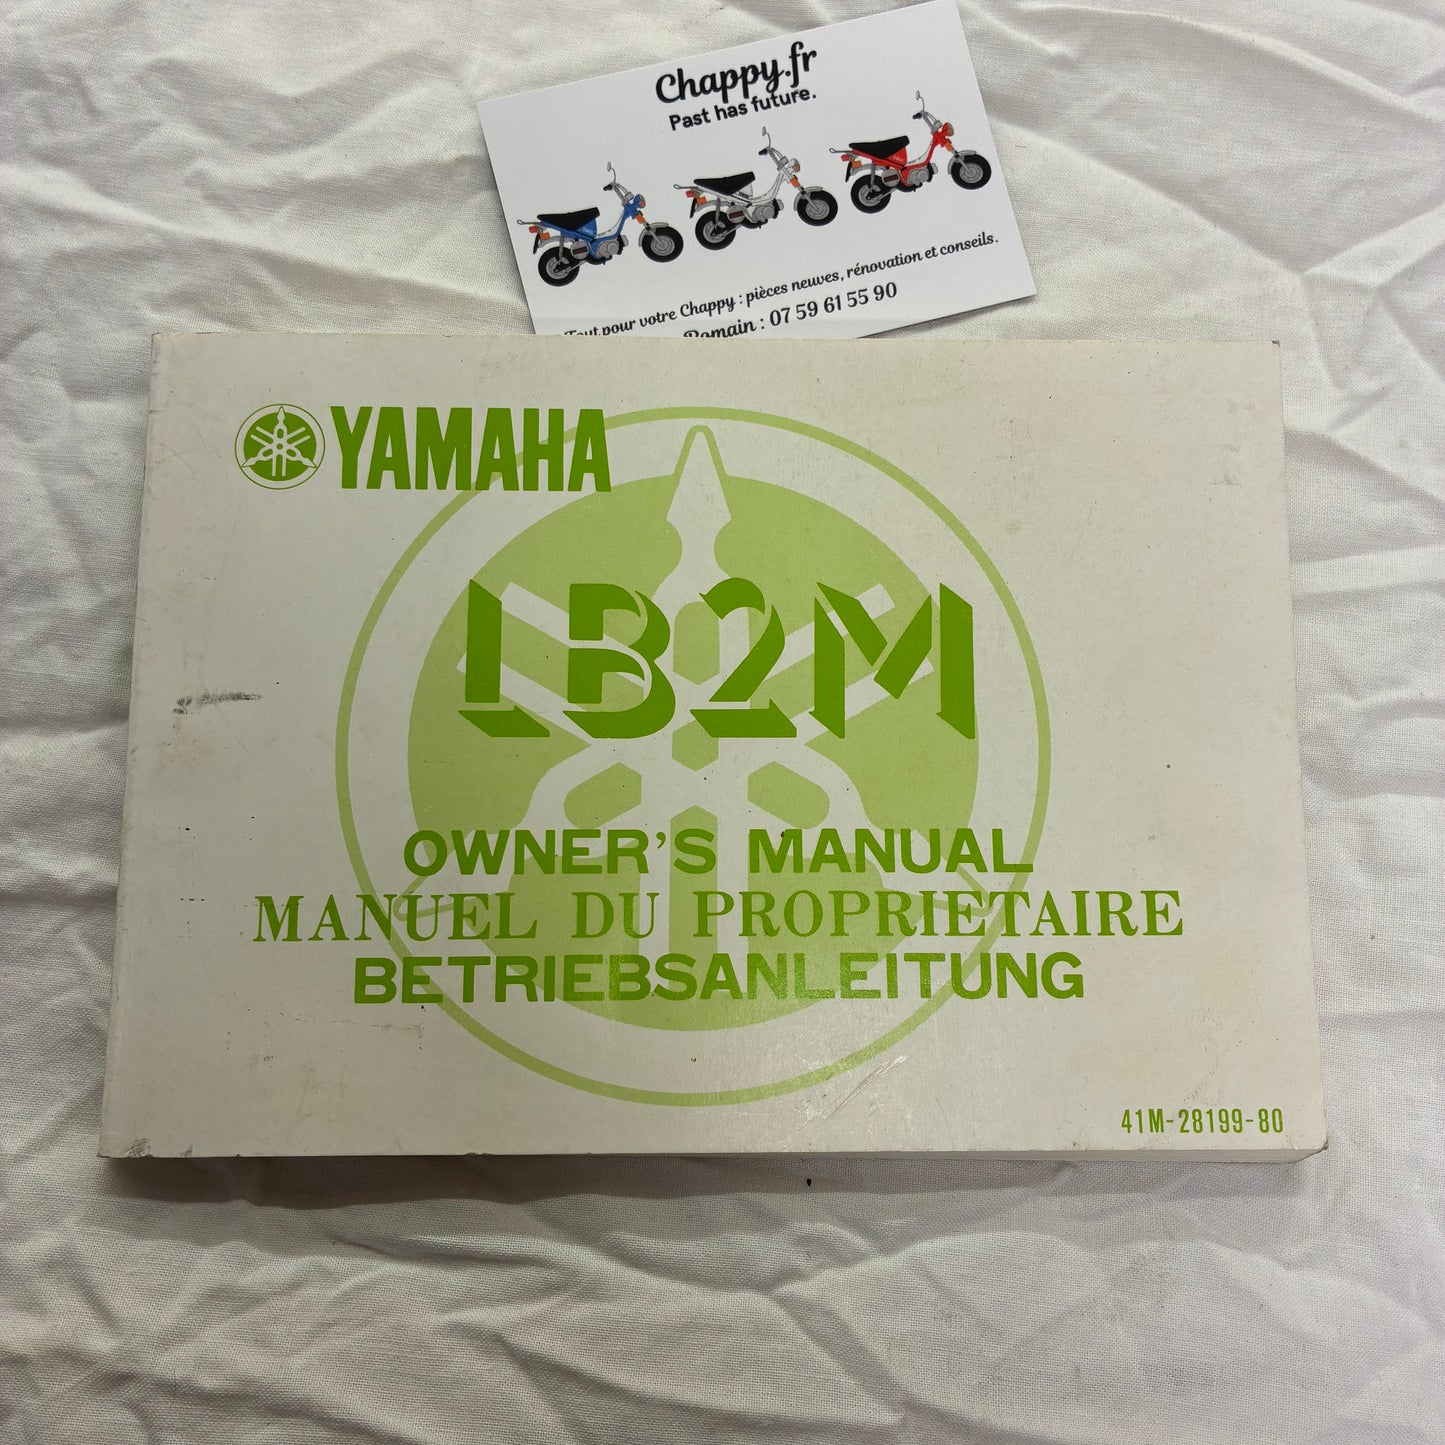 Chappy.fr
Past has future.
Tout pour votre Chappy : pièces neuves, rénovation et conseils.
Romain : 07 59 61 55 90
YAMAHA
LB2M
OWNER'S MANUAL
MANUEL DU PROPRIETAIRE
BETRIEBSANLEITUNG
41M-28199-80